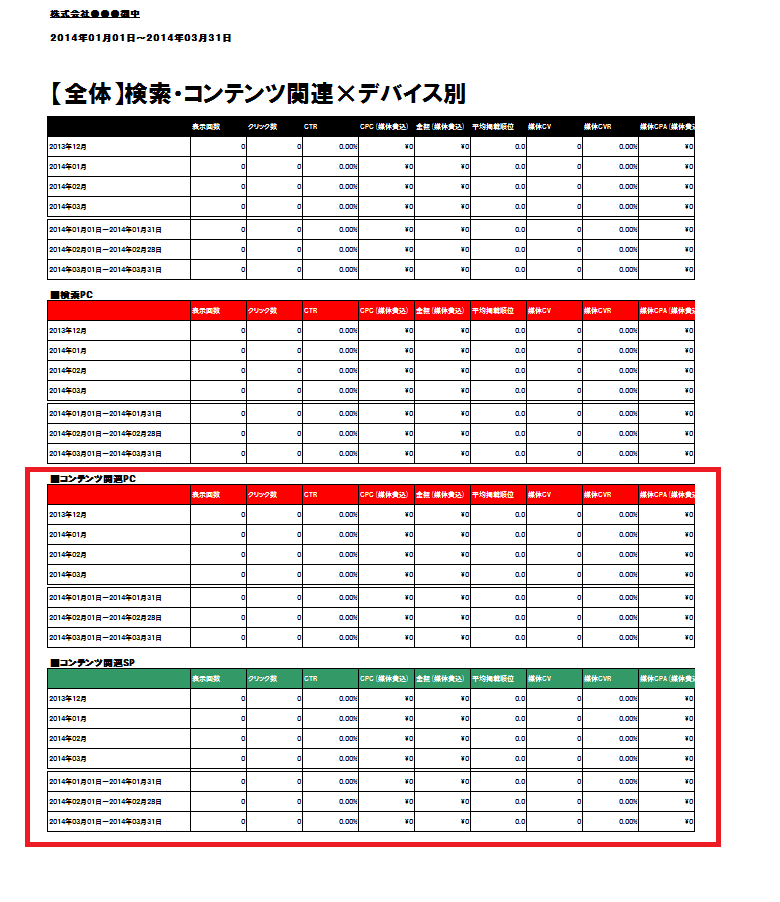 株式会社●●●御中
2014年01月01日～2014年03月31日
【全体】検索・コンテンツ関連×デバイス別
表示回数 クリック数 CTR CPC（媒体費込） 金額（媒体費込） 平均掲載順位 媒体CV 媒体CVR 媒体CPA（媒体費込
2013年12月 0 0 0.00% ¥0 ¥0 0.0 0 0.00% ¥0
2014年01月 0 0 0.00% ¥0 ¥0 0.0 0 0.00% ¥0
2014年02月 0 0 0.00% ¥0 ¥0 0.0 0 0.00% ¥0
2014年03月 0 0 0.00% ¥0 ¥0 0.0 0 0.00% ¥0
2014年01月01日～2014年01月31日 0 0 0.00% ¥0 ¥0 0.0 0 0.00% ¥0
2014年02月01日～2014年02月28日 0 0 0.00% ¥0 ¥0 0.0 0 0.00% ¥0
2014年03月01日～2014年03月31日 0 0 0.00% ¥0 ¥0 0.0 0 0.00% ¥0
■検索PC
表示回数 クリック数 CTR CPC（媒体費込） 金額（媒体費込） 平均掲載順位 媒体CV 媒体CVR 媒体CPA（媒体費込
2013年12月 0 0 0.00% ¥0 ¥0 0.0 0 0.00% ¥0
2014年01月 0 0 0.00% ¥0 ¥0 0.0 0 0.00% ¥0
2014年02月 0 0 0.00% ¥0 ¥0 0.0 0 0.00% ¥0
2014年03月 0 0 0.00% ¥0 ¥0 0.0 0 0.00% ¥0
2014年01月01日～2014年01月31日 0 0 0.00% ¥0 ¥0 0.0 0 0.00% ¥0
2014年02月01日～2014年02月28日 0 0 0.00% ¥0 ¥0 0.0 0 0.00% ¥0
2014年03月01日～2014年03月31日 0 0 0.00% ¥0 ¥0 0.0 0 0.00% ¥0
■コンテンツ関連PC
表示回数 クリック数 CTR CPC（媒体費込） 金額（媒体費込） 平均掲載順位 媒体CV 媒体CVR 媒体CPA（媒体費込
2013年12月 0 0 0.00% ¥0 ¥0 0.0 0 0.00% ¥0
2014年01月 0 0 0.00% ¥0 ¥0 0.0 0 0.00% ¥0
2014年02月 0 0 0.00% ¥0 ¥0 0.0 0 0.00% ¥0
2014年03月 0 0 0.00% ¥0 ¥0 0.0 0 0.00% ¥0
2014年01月01日～2014年01月31日 0 0 0.00% ¥0 ¥0 0.0 0 0.00% ¥0
2014年02月01日～2014年02月28日 0 0 0.00% ¥0 ¥0 0.0 0 0.00% ¥0
2014年03月01日～2014年03月31日 0 0 0.00% ¥0 ¥0 0.0 0 0.00% ¥0
■コンテンツ関連SP
表示回数 クリック数 CTR CPC（媒体費込） 金額（媒体費込） 平均掲載順位 媒体CV 媒体CVR 媒体CPA（媒体費込
2013年12月 0 0 0.00% ¥0 ¥0 0.0 0 0.00% ¥0
2014年01月 0 0 0.00% ¥0 ¥0 0.0 0 0.00% ¥0
2014年02月 0 0 0.00% ¥0 ¥0 0.0 0 0.00% ¥0
2014年03月 0 0 0.00% ¥0 ¥0 0.0 0 0.00% ¥0
2014年01月01日～2014年01月31日 0 0 0.00% ¥0 ¥0 0.0 0 0.00% ¥0
2014年02月01日～2014年02月28日 0 0 0.00% ¥0 ¥0 0.0 0 0.00% ¥0
2014年03月01日～2014年03月31日 0 0 0.00% ¥0 ¥0 0.0 0 0.00% ¥0